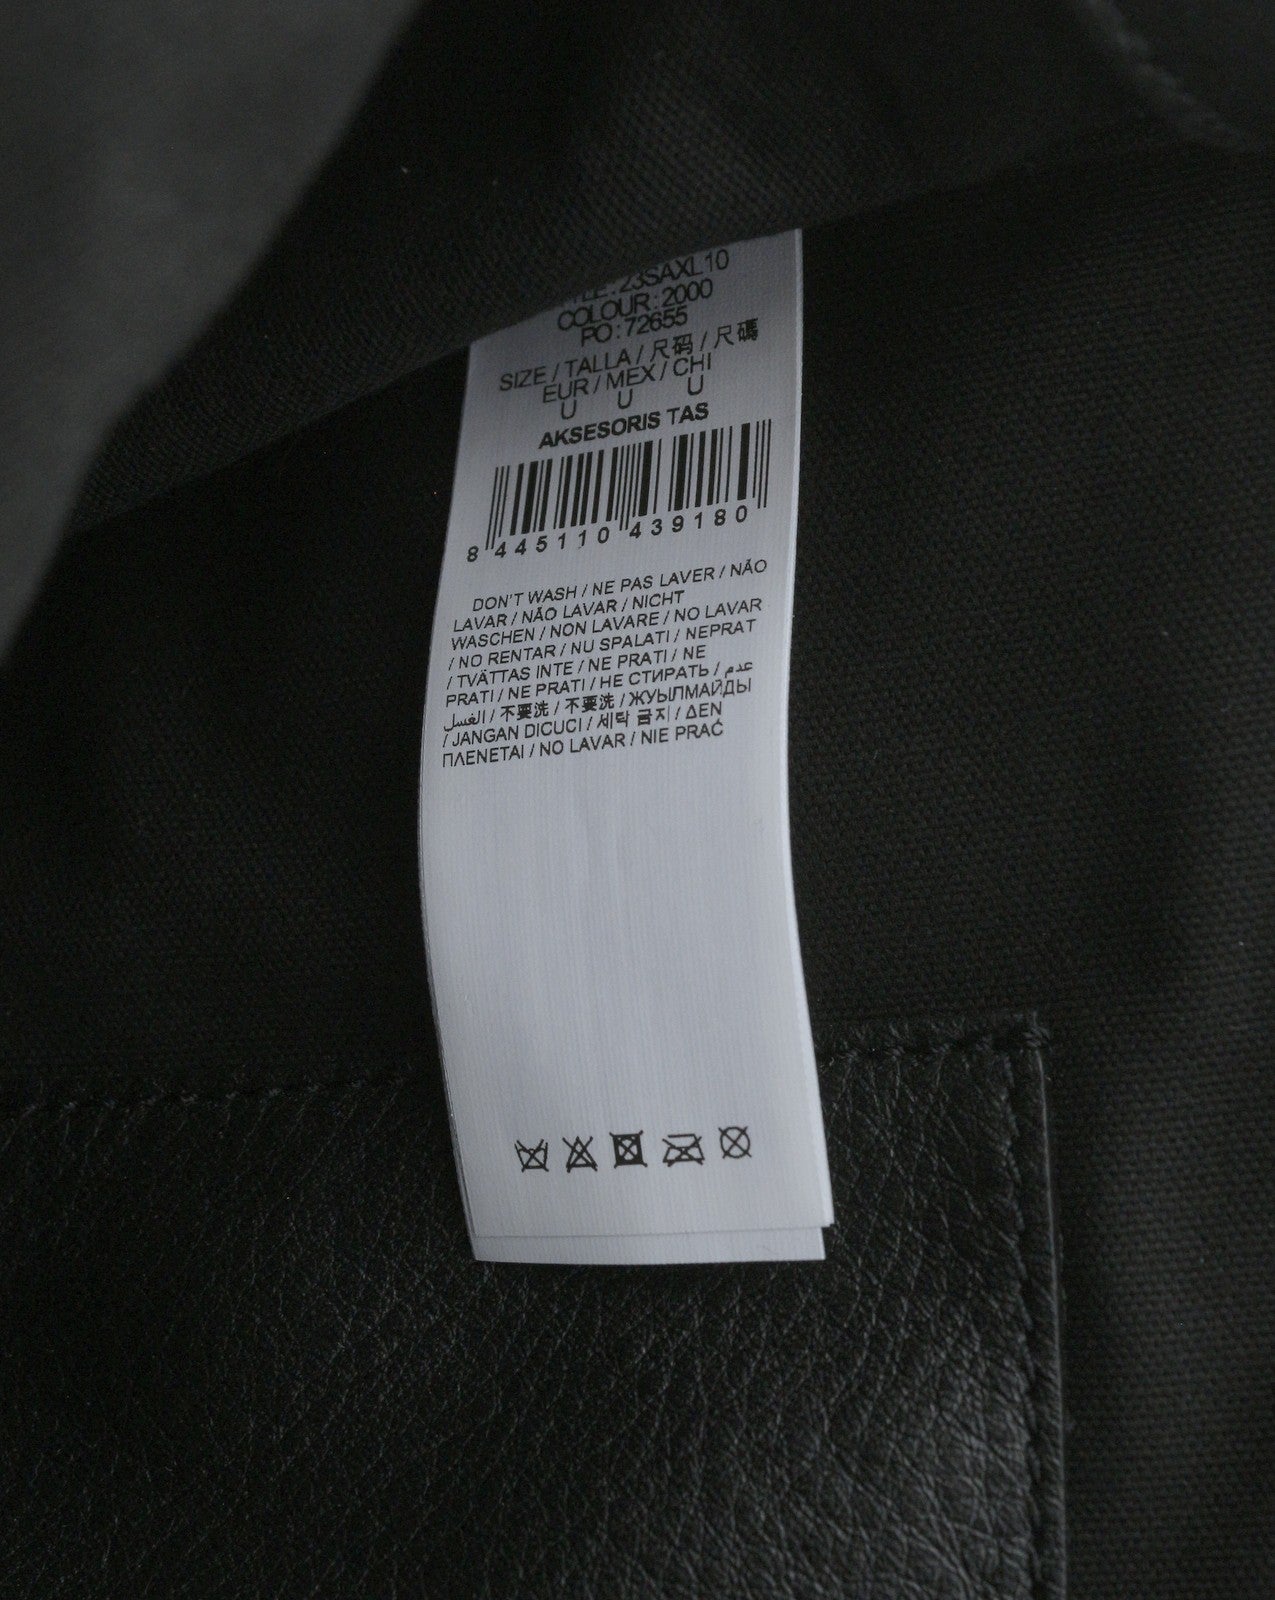 : 23SAXL10
COLOUR : 2000
PO : 72655
SIZE / TALLA / 尺码 / 尺碼
EUR / MEX / CHI
U U U
AKSESORIS TAS
8 445110 439180
DON'T WASH / NE PAS LAVER / NÃO
LAVAR / NÃO LAVAR / NICHT
WASCHEN / NON LAVARE / NO LAVAR
/ NO RENTAR / NU SPALATI / NEPRAT
/ TVÄTTAS INTE / NE PRATI / NE
PRATI / NE PRATI / НЕ СТИРАТЬ / عدم
الغسل / 不要洗 / 不要洗 / ЖУЫЛМАЙДЫ
/ JANGAN DICUCI / 세탁 금지 / ΔΕΝ
ΠΛΕΝΕΤΑΙ / NO LAVAR / NIE PRAĆ